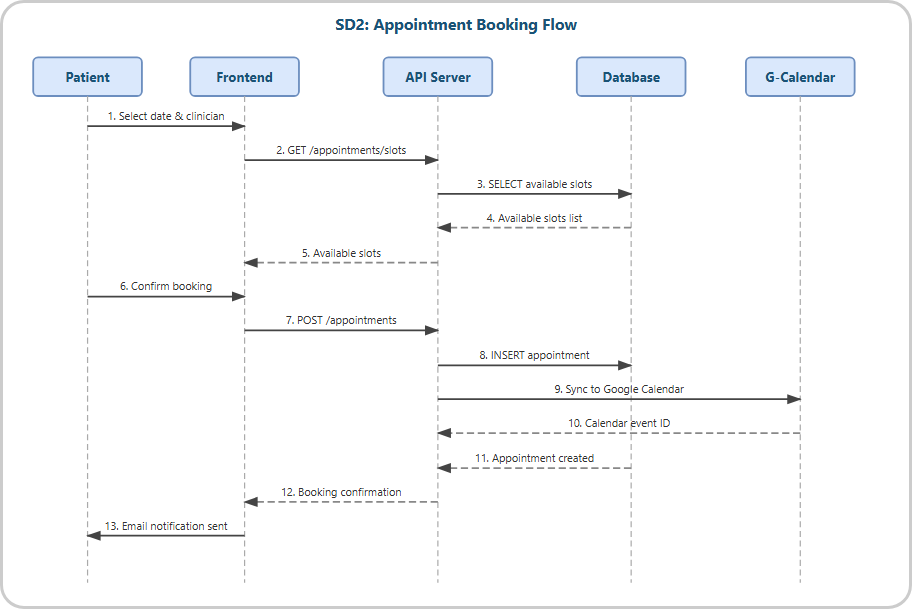 SD2: Appointment Booking Flow
Patient
Frontend
API Server
Database
G-Calendar
1. Select date & clinician
2. GET /appointments/slots
3. SELECT available slots
4. Available slots list
5. Available slots
6. Confirm booking
7. POST /appointments
8. INSERT appointment
9. Sync to Google Calendar
10. Calendar event ID
11. Appointment created
12. Booking confirmation
13. Email notification sent